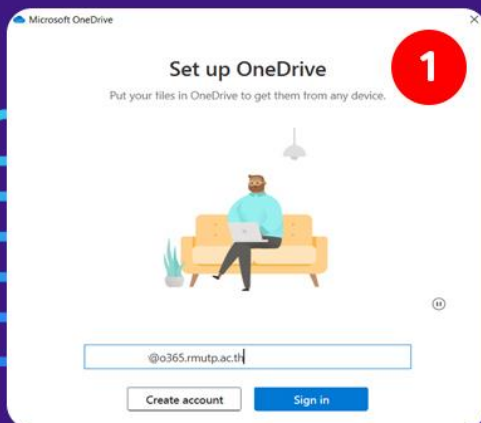 Microsoft OneDrive
Set up OneDrive
1
Put your files in OneDrive to get them from any device.
@o365.rmutp.ac.th
Create account
Sign in